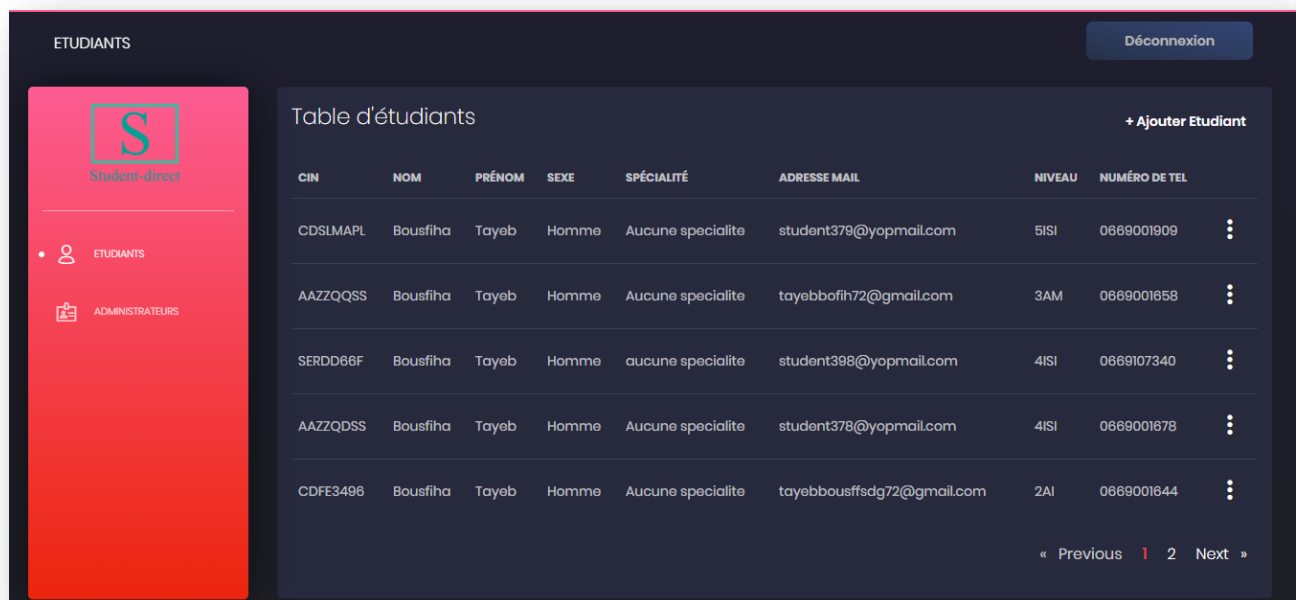 ETUDIANTS
Déconnexion
S
Student-direct
ETUDIANTS
ADMINISTRATEURS
Table d'étudiants
+ Ajouter Etudiant
CIN NOM PRÉNOM SEXE SPÉCIALITÉ ADRESSE MAIL NIVEAU NUMÉRO DE TEL
CDSLMAPL Bousfiha Tayeb Homme Aucune specialite student379@yopmail.com 5ISI 0669001909
AAZZQQSS Bousfiha Tayeb Homme Aucune specialite tayebbofih72@gmail.com 3AM 0669001658
SERDD66F Bousfiha Tayeb Homme aucune specialite student398@yopmail.com 4ISI 0669107340
AAZZQDSS Bousfiha Tayeb Homme Aucune specialite student378@yopmail.com 4ISI 0669001678
CDFE3496 Bousfiha Tayeb Homme Aucune specialite tayebbousffsdg72@gmail.com 2AI 0669001644
« Previous 1 2 Next »